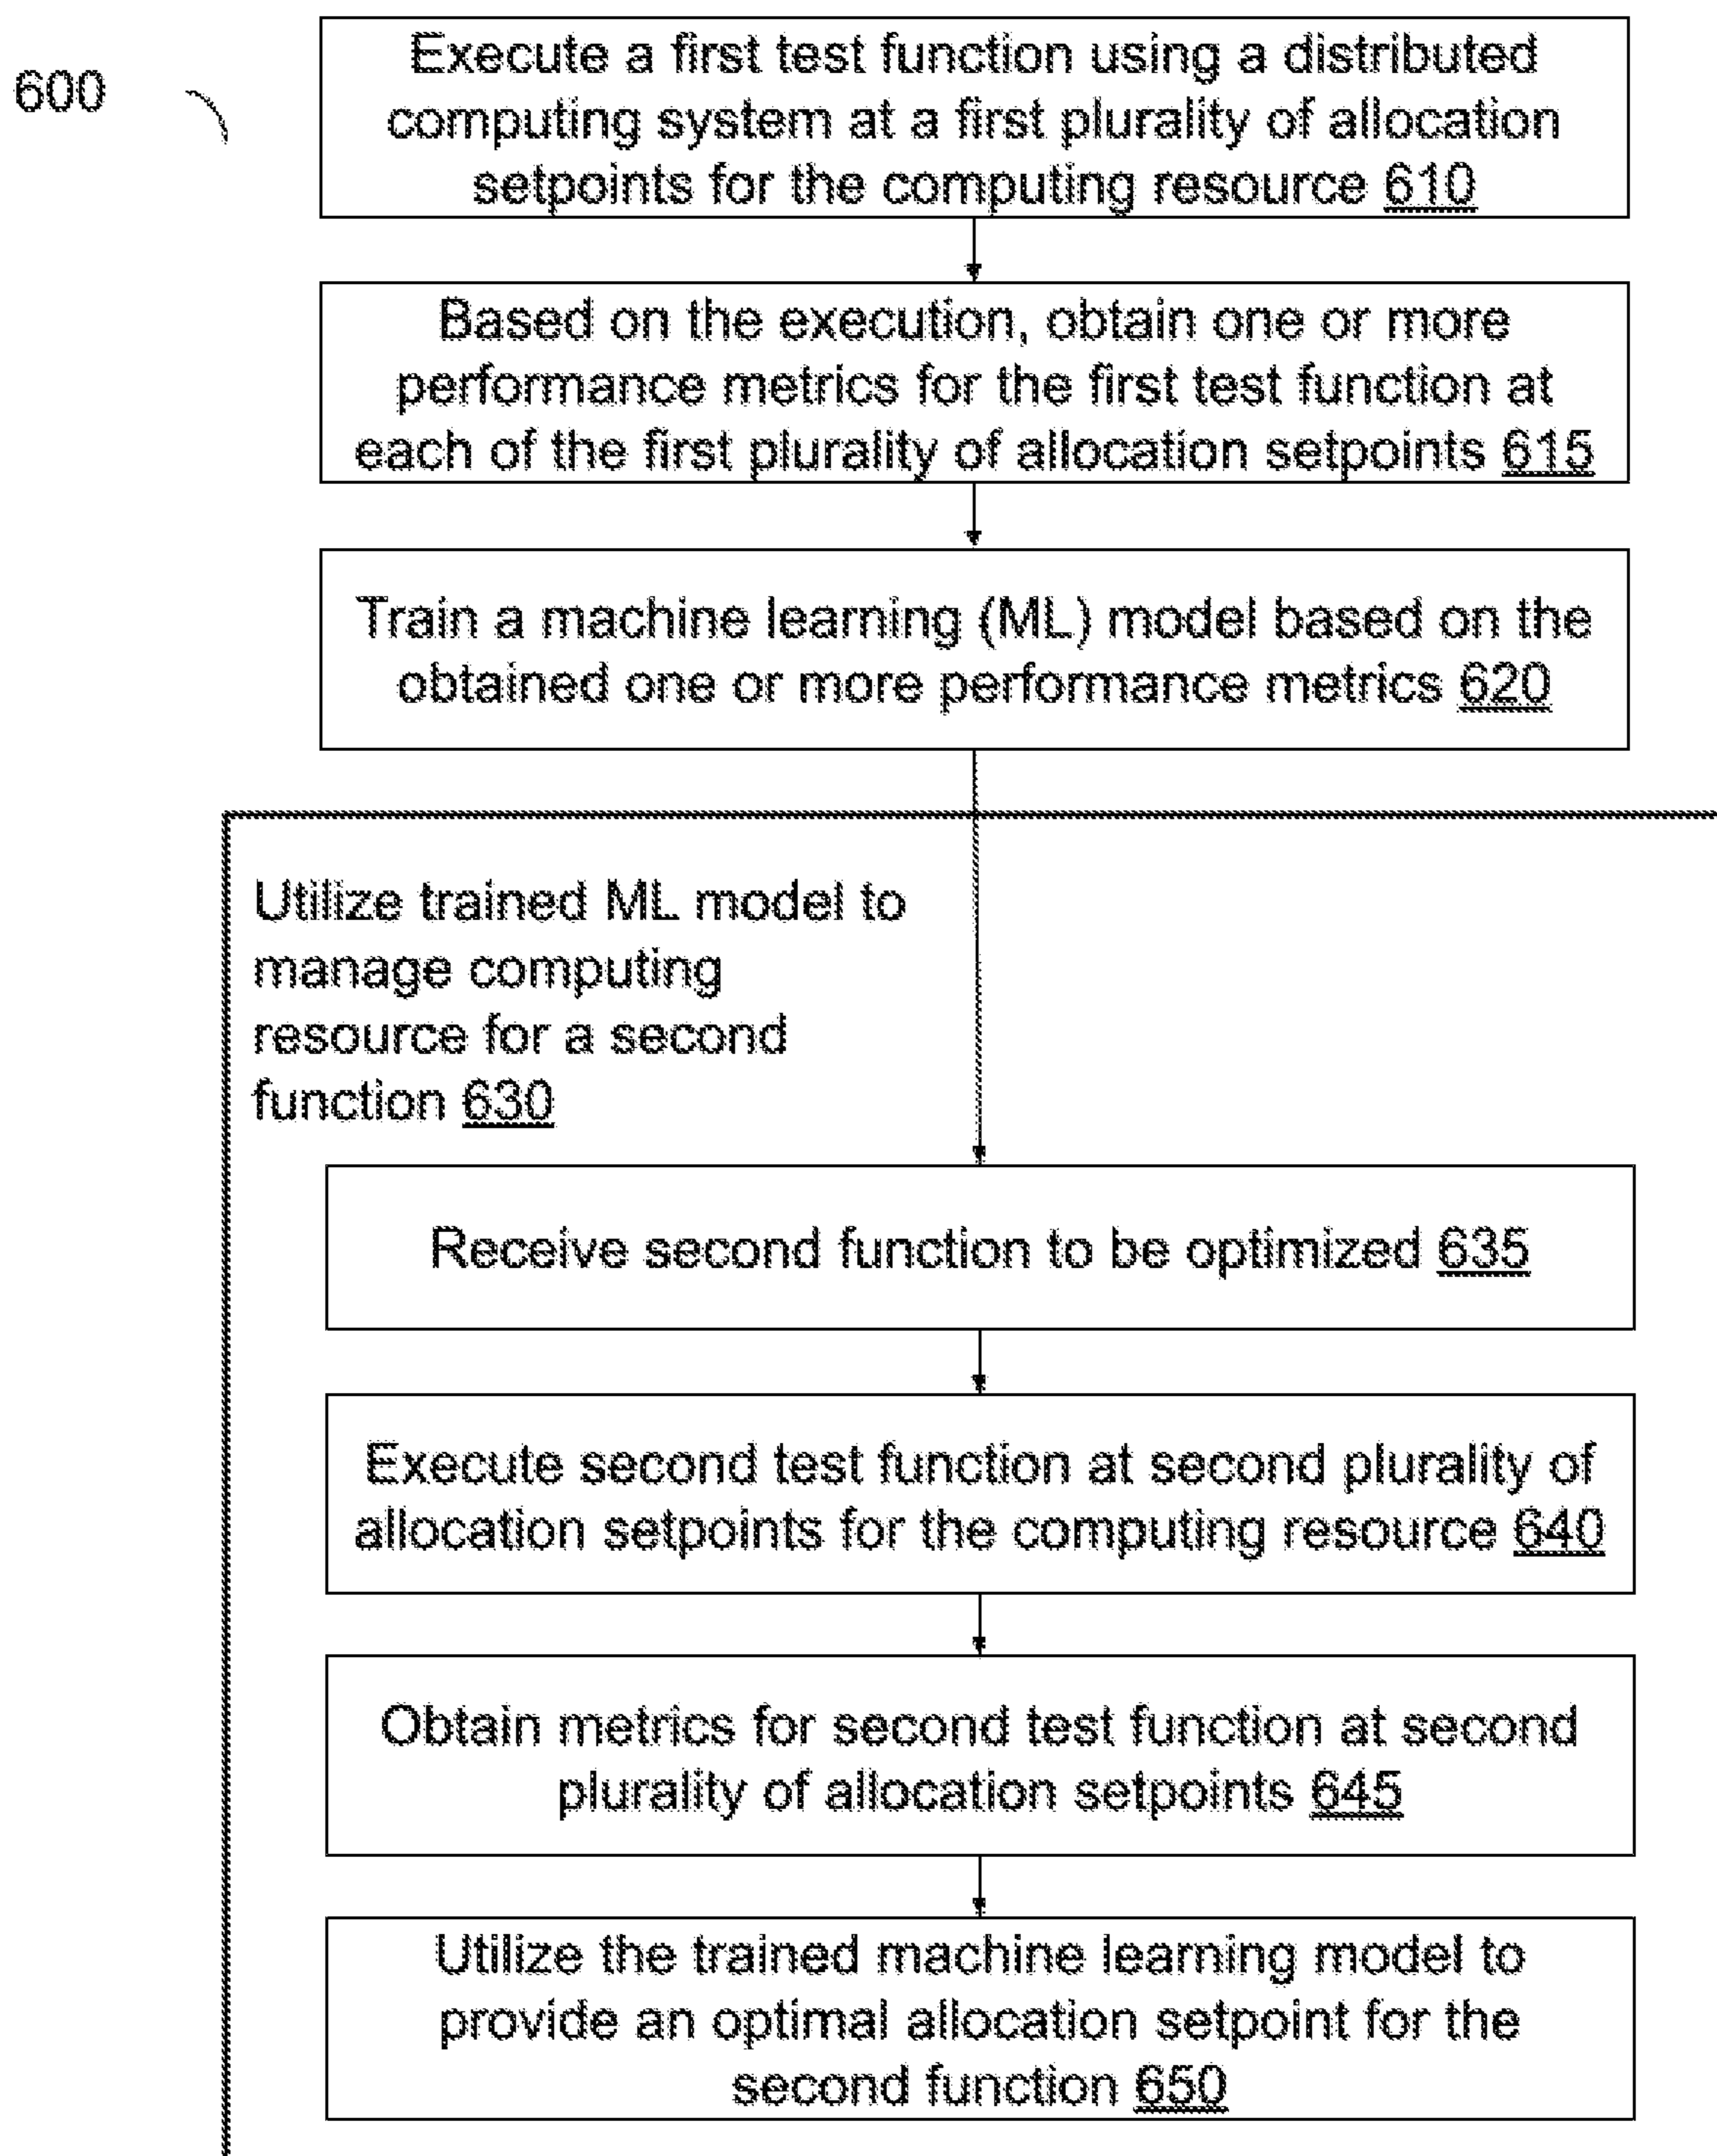 600
Execute a first test function using a distributed
computing system at a first plurality of allocation
setpoints for the computing resource 610
Based on the execution, obtain one or more
performance metrics for the first test function at
each of the first plurality of allocation setpoints 615
Train a machine learning (ML) model based on the
obtained one or more performance metrics 620
Utilize trained ML model to
manage computing
resource for a second
function 630
Receive second function to be optimized 635
Execute second test function at second plurality of
allocation setpoints for the computing resource 640
Obtain metrics for second test function at second
plurality of allocation setpoints 645
Utilize the trained machine learning model to
provide an optimal allocation setpoint for the
second function 650